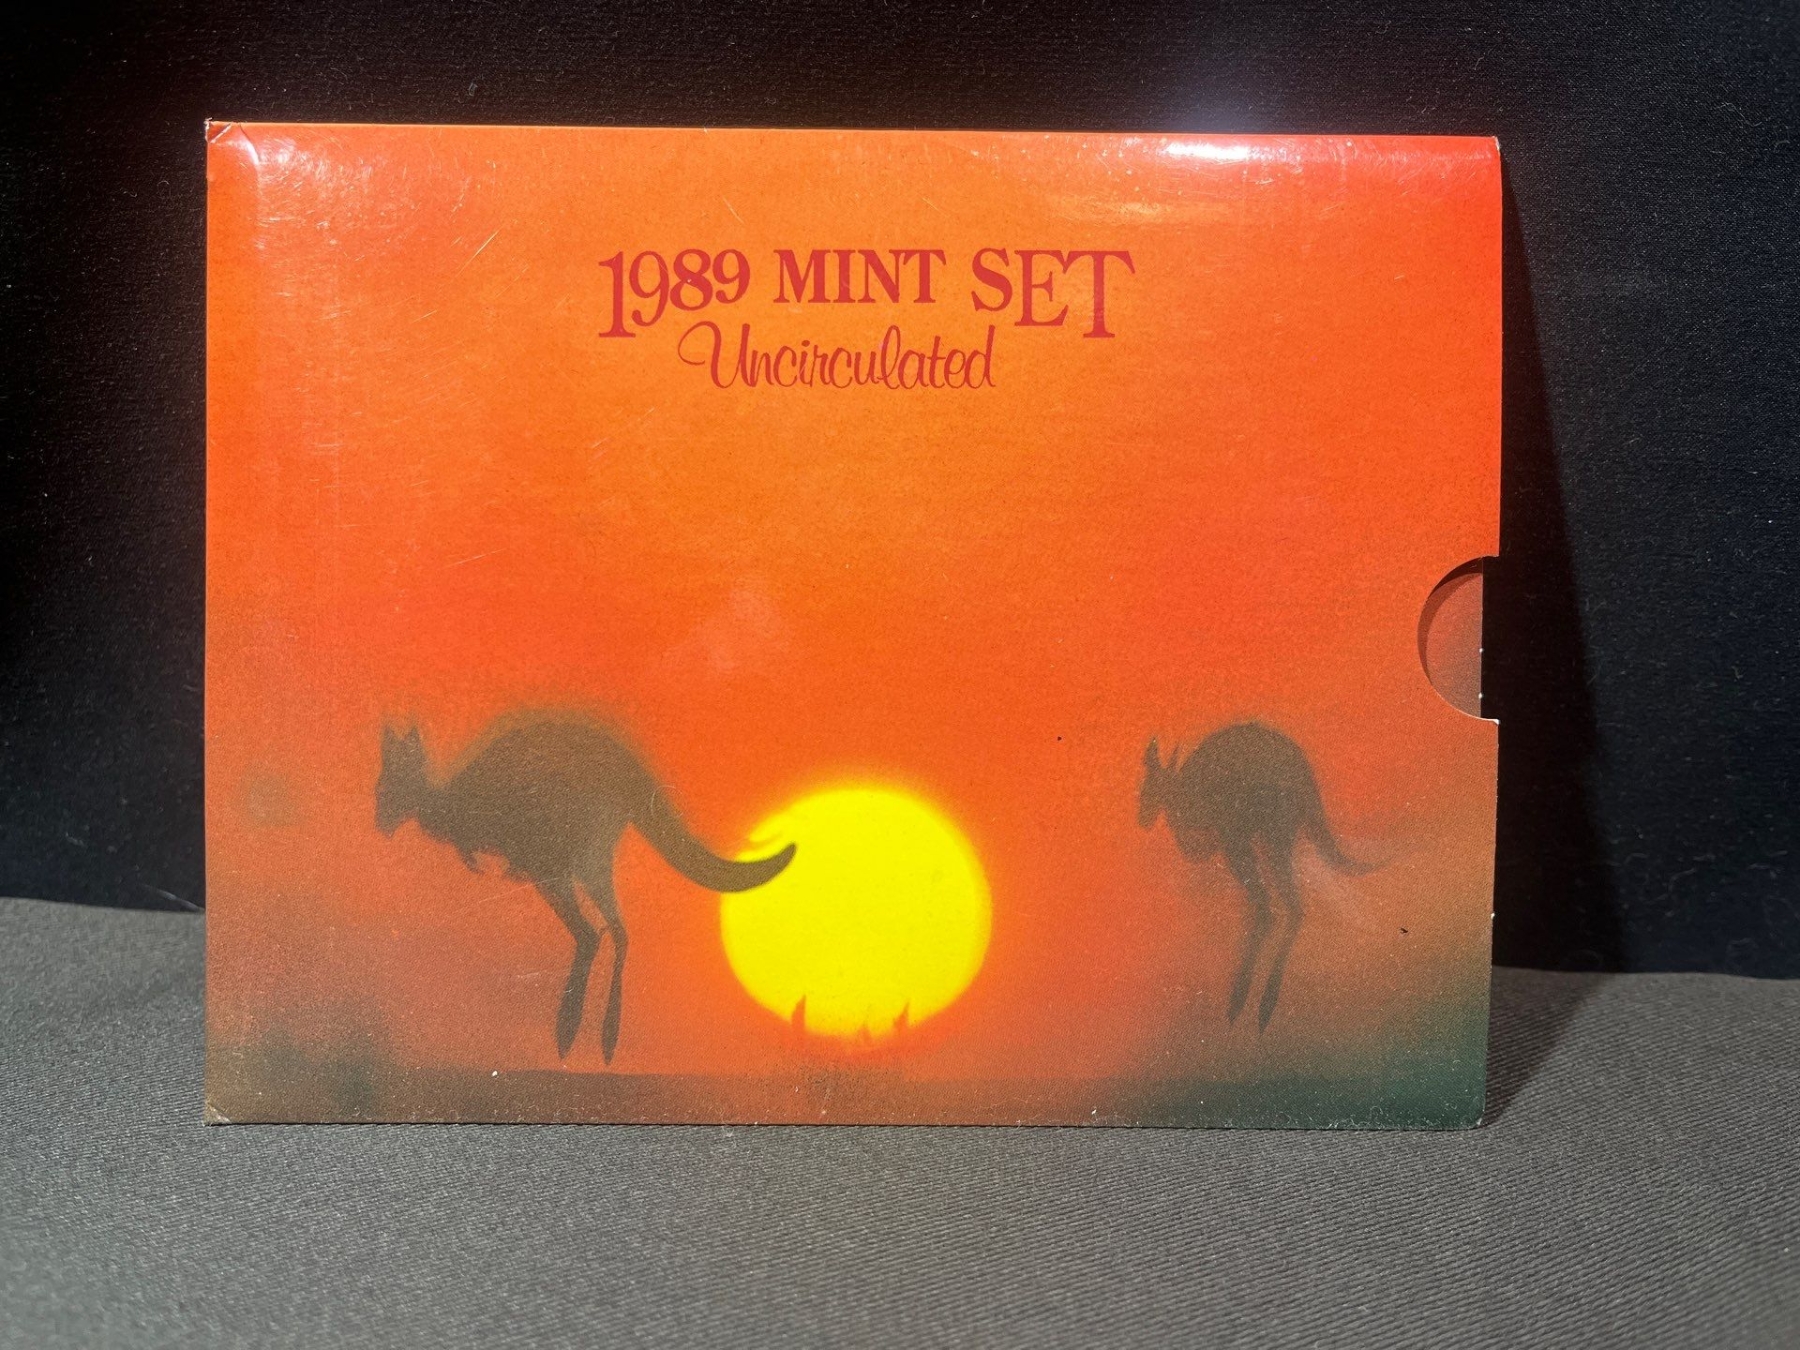 1989 MINT SET
Uncirculated